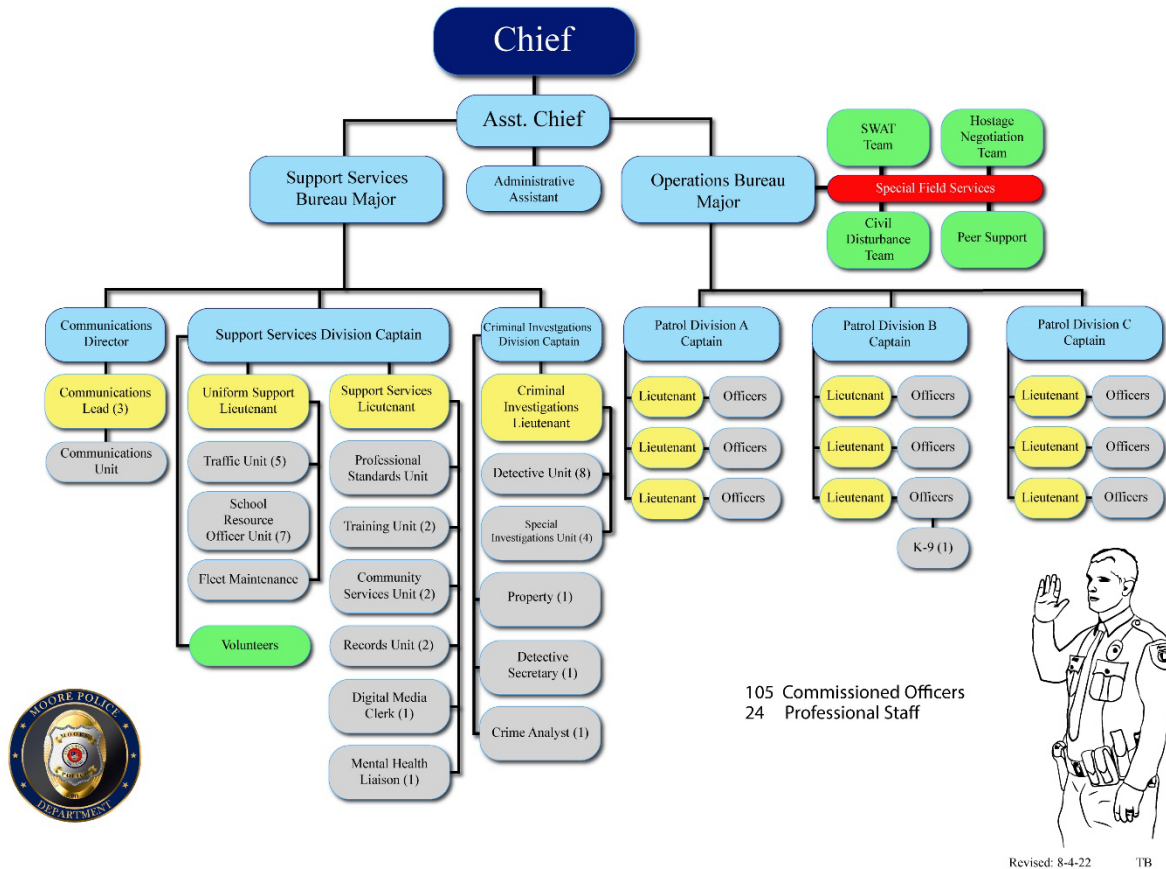 Chief
Asst. Chief
Support Services
Bureau Major
Administrative
Assistant
Operations Bureau
Major
SWAT
Team
Hostage
Negotiation
Team
Special Field Services
Civil
Disturbance
Team
Peer Support
Communications
Director
Support Services Division Captain
Criminal Investgations
Division Captain
Patrol Division A
Captain
Patrol Division B
Captain
Patrol Division C
Captain
Communications
Lead (3)
Communications
Unit
Uniform Support
Lieutenant
Traffic Unit (5)
School
Resource
Officer Unit (7)
Fleet Maintenance
Volunteers
Support Services
Lieutenant
Professional
Standards Unit
Training Unit (2)
Community
Services Unit (2)
Records Unit (2)
Digital Media
Clerk (1)
Mental Health
Liaison (1)
Criminal
Investigations
Lieutenant
Detective Unit (8)
Special
Investigations Unit (4)
Property (1)
Detective
Secretary (1)
Crime Analyst (1)
Lieutenant Officers
Lieutenant Officers
Lieutenant Officers
Lieutenant Officers
Lieutenant Officers
Lieutenant Officers
K-9 (1)
Lieutenant Officers
Lieutenant Officers
Lieutenant Officers
105 Commissioned Officers
24 Professional Staff
MOORE POLICE
DEPARTMENT
MOORE
Revised: 8-4-22 TB